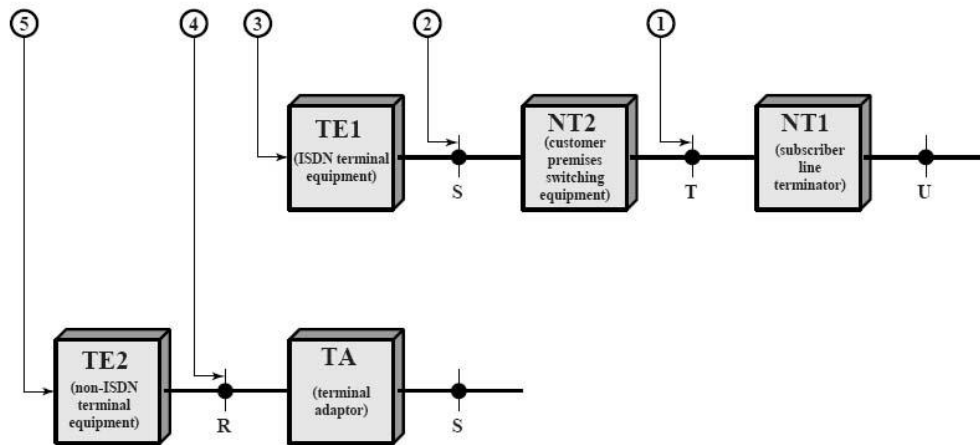 5
4
3
2
1
TE1
(ISDN terminal
equipment)
S
NT2
(customer
premises
switching
equipment)
T
NT1
(subscriber
line
terminator)
U
TE2
(non-ISDN
terminal
equipment)
R
TA
(terminal
adaptor)
S